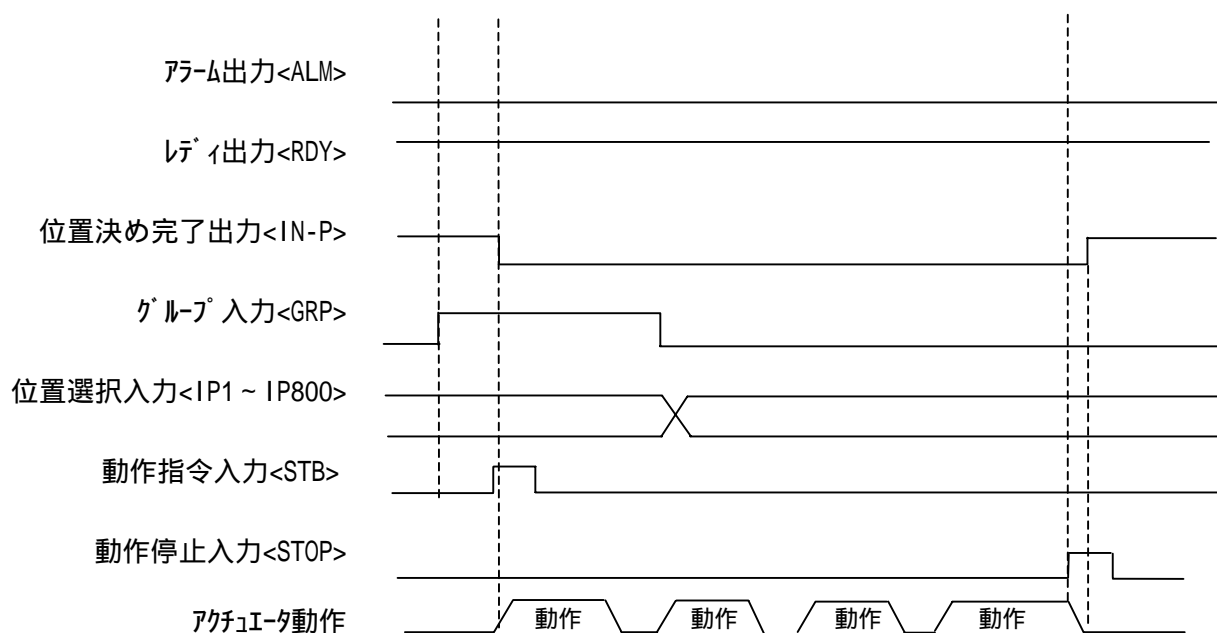 アラーム出力<ALM>
レディ出力<RDY>
位置決め完了出力<IN-P>
グループ入力<GRP>
位置選択入力<IP1～IP800>
動作指令入力<STB>
動作停止入力<STOP>
アクチュエータ動作 動作 動作 動作 動作